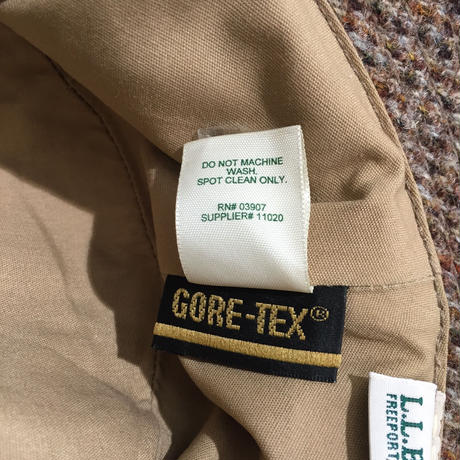 DO NOT MACHINE
WASH.
SPOT CLEAN ONLY.
RN# 03907
SUPPLIER# 11020
GORE-TEX®
L.L.B
FREEPORT,